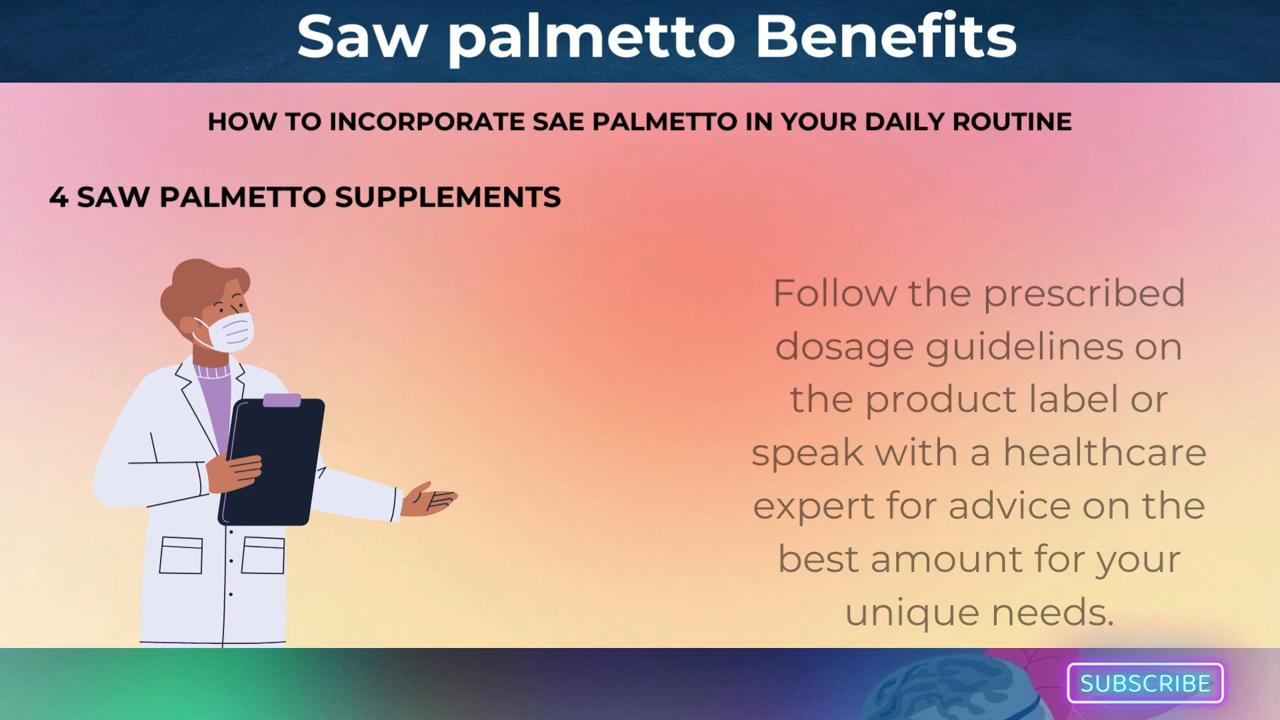 Saw palmetto Benefits
HOW TO INCORPORATE SAE PALMETTO IN YOUR DAILY ROUTINE
4 SAW PALMETTO SUPPLEMENTS
Follow the prescribed
dosage guidelines on
the product label or
speak with a healthcare
expert for advice on the
best amount for your
unique needs.
SUBSCRIBE